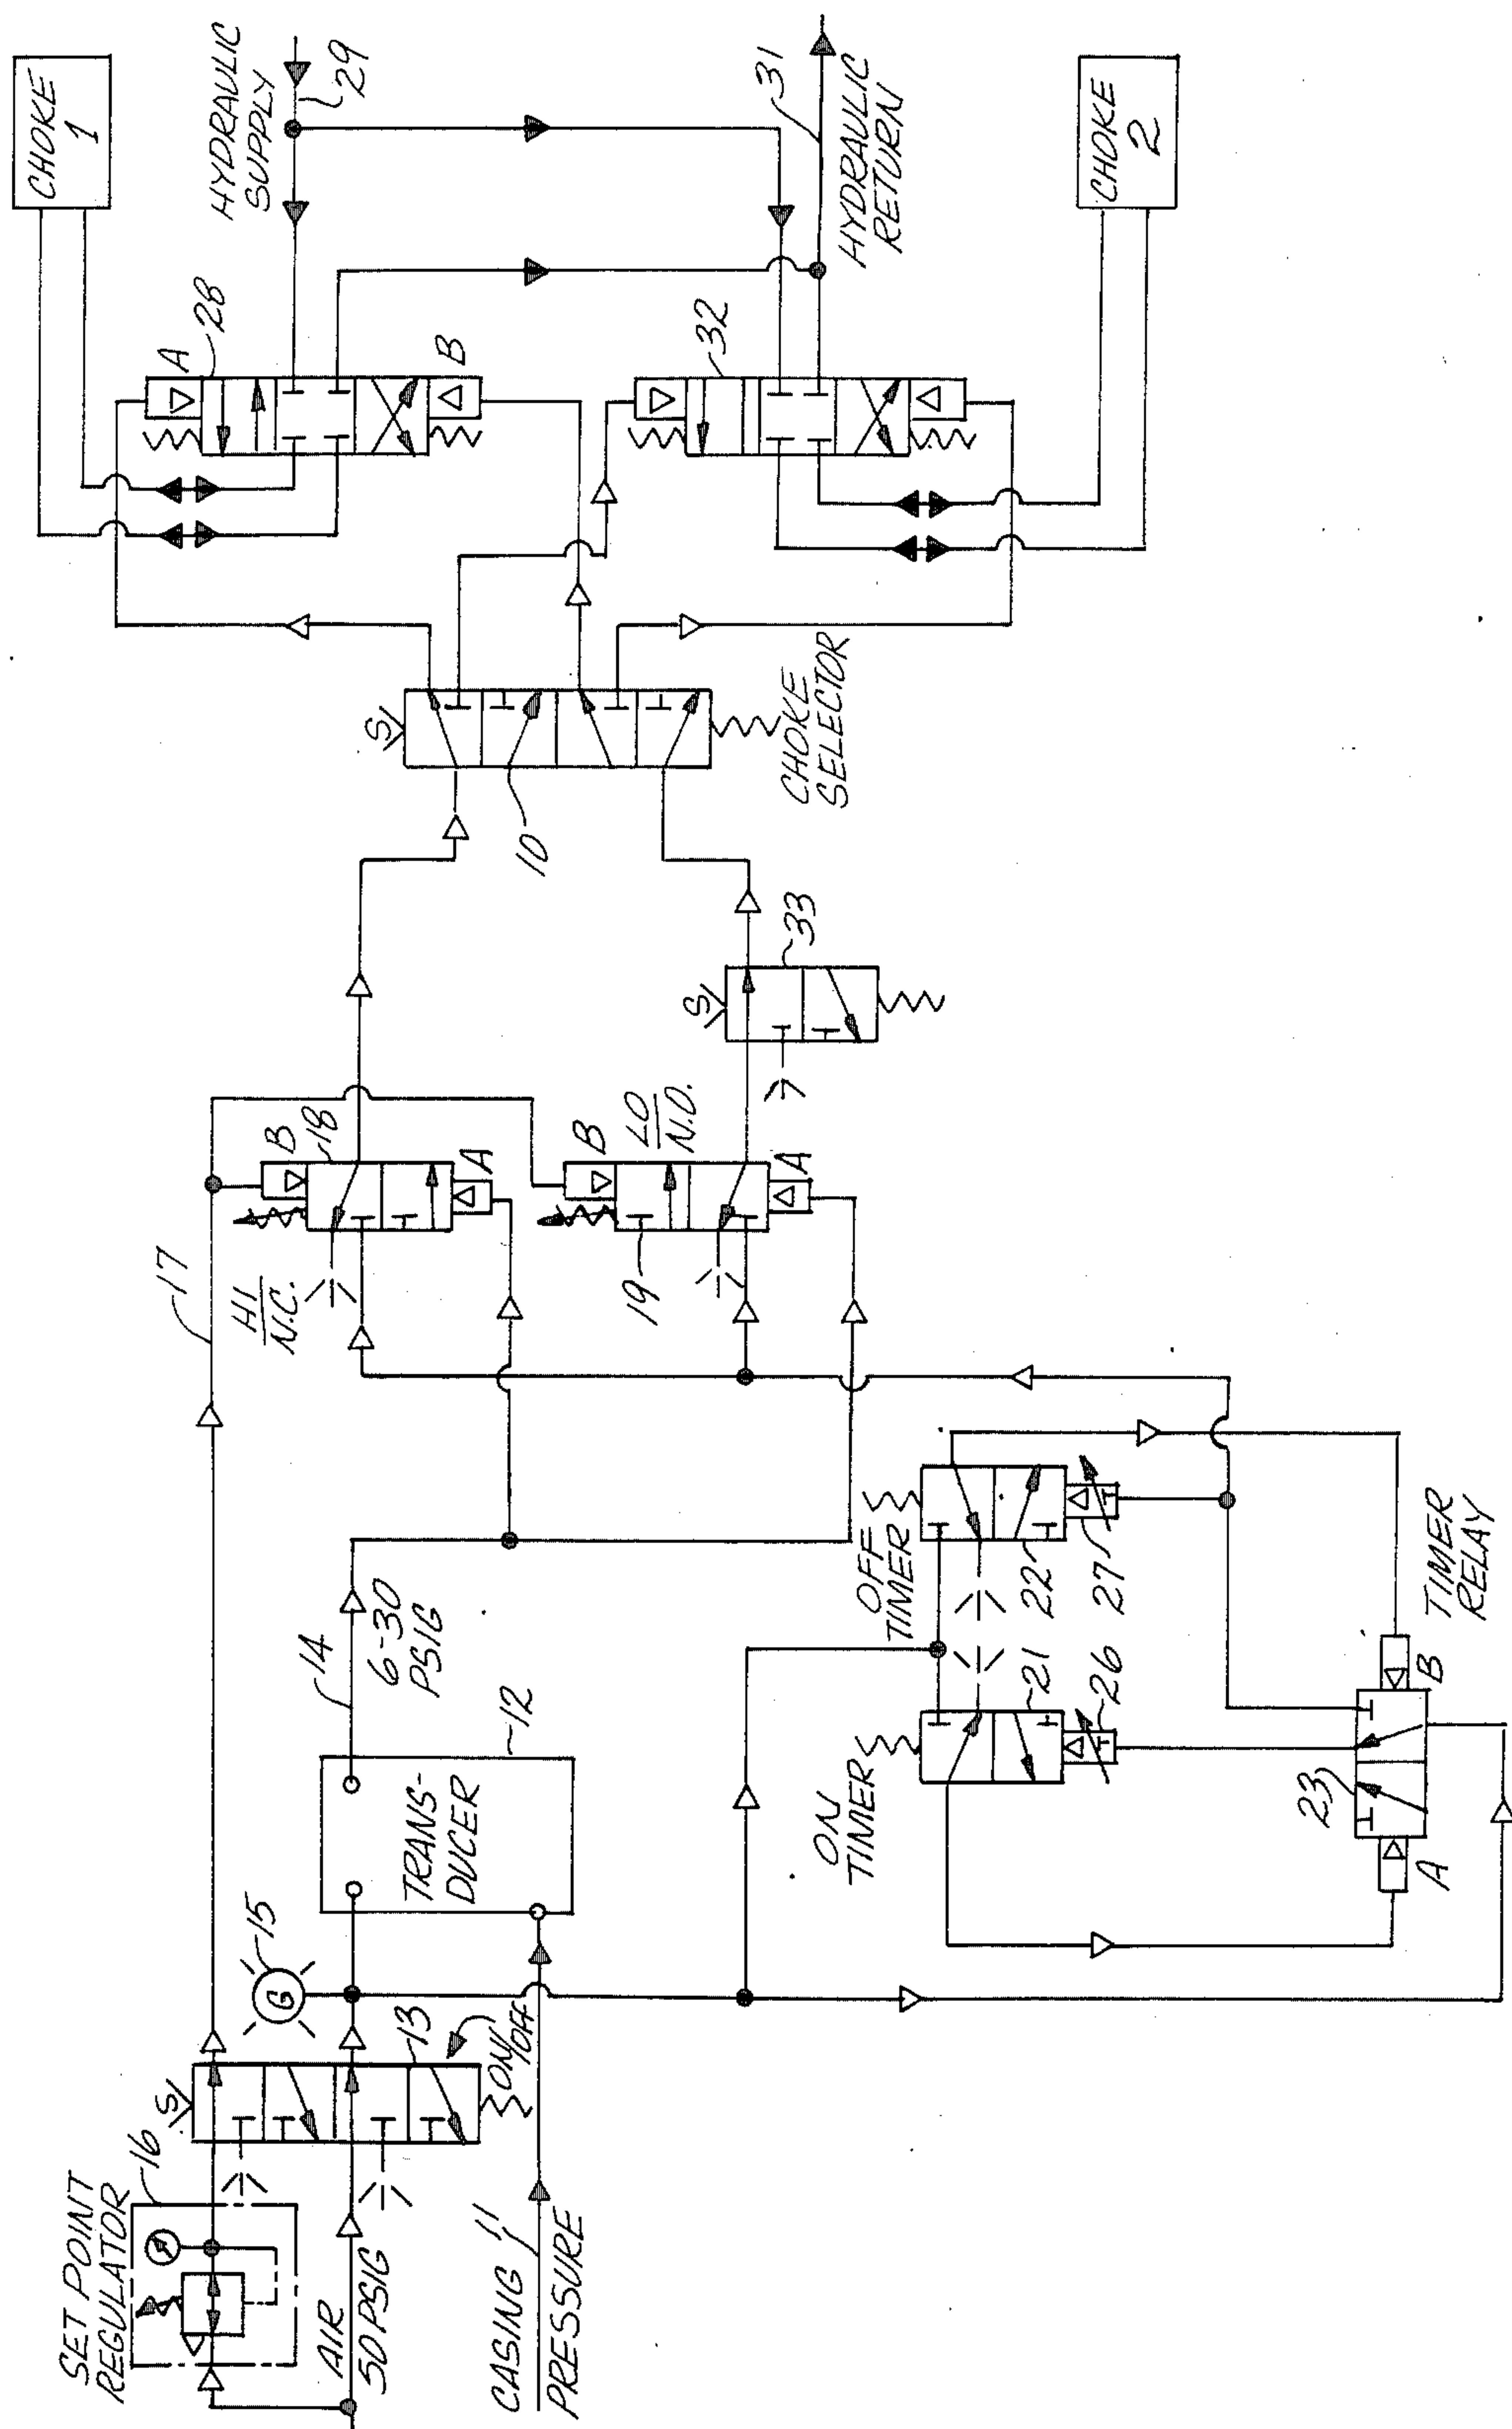 CHOKE
1
HYDRAULIC
SUPPLY
29
31
HYDRAULIC
RETURN
CHOKE
2
A
28
B
32
S
10
CHOKE
SELECTOR
S
33
17
HI
N.C.
B
18
A
LO
N.O.
B
19
A
14
6-30
PSIG
12
TRANS-
DUCER
15
G
OFF
TIMER
22
27
ON
TIMER
21
26
23
A
B
TIMER
RELAY
S
13
ON/OFF
SET POINT
REGULATOR
16
AIR
50 PSIG
CASING
PRESSURE
11